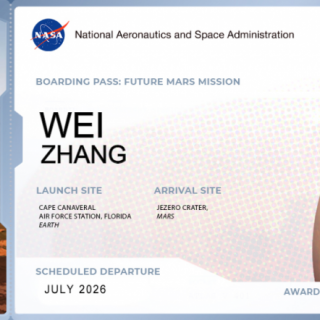 NASA
National Aeronautics and Space Administration
BOARDING PASS: FUTURE MARS MISSION
WEI
ZHANG
LAUNCH SITE
CAPE CANAVERAL
AIR FORCE STATION, FLORIDA
EARTH
ARRIVAL SITE
JEZERO CRATER,
MARS
SCHEDULED DEPARTURE
JULY 2026
AWARD